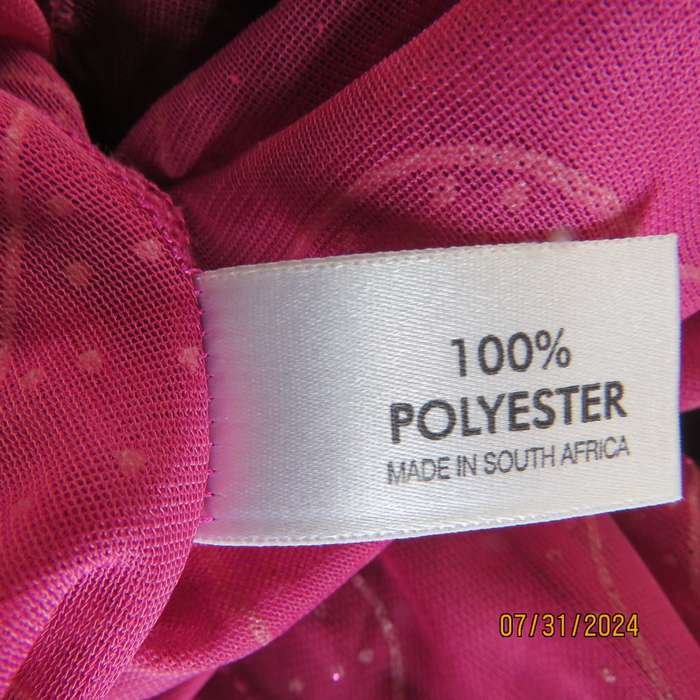 100%
POLYESTER
MADE IN SOUTH AFRICA
07/31/2024